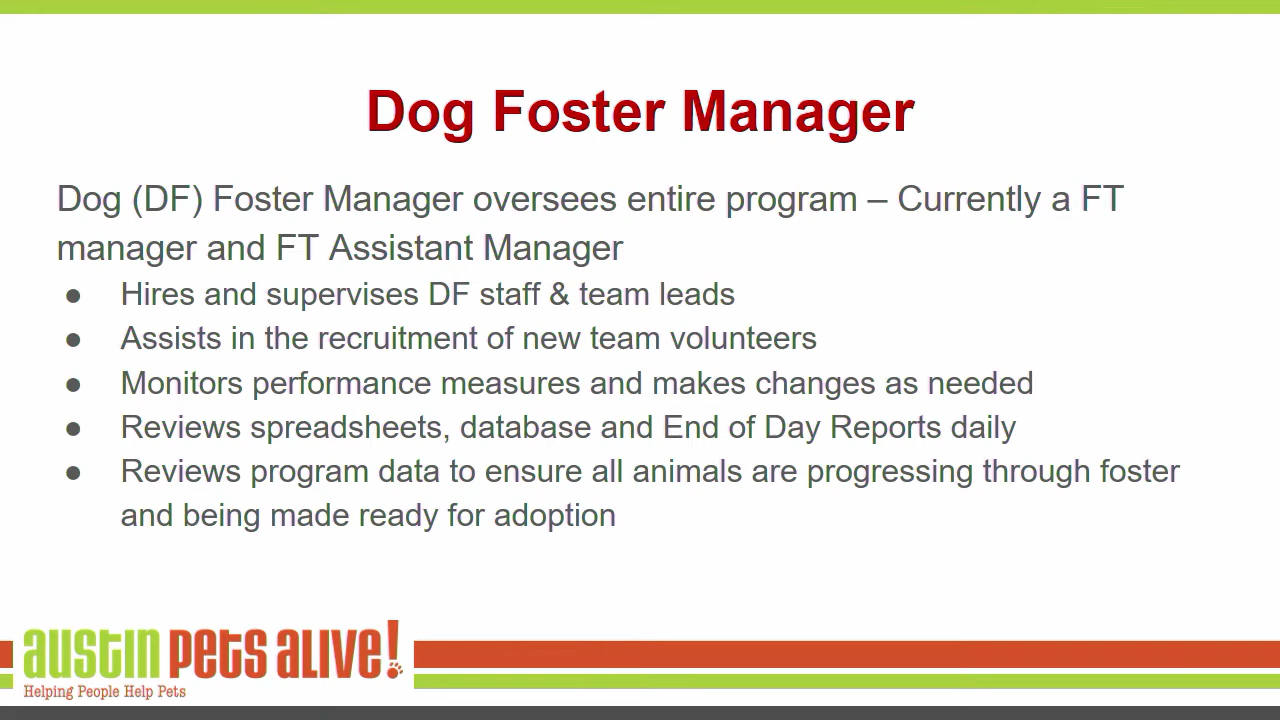 Dog Foster Manager
Dog (DF) Foster Manager oversees entire program – Currently a FT
manager and FT Assistant Manager
● Hires and supervises DF staff & team leads
● Assists in the recruitment of new team volunteers
● Monitors performance measures and makes changes as needed
● Reviews spreadsheets, database and End of Day Reports daily
● Reviews program data to ensure all animals are progressing through foster
and being made ready for adoption
austin pets alive!
Helping People Help Pets